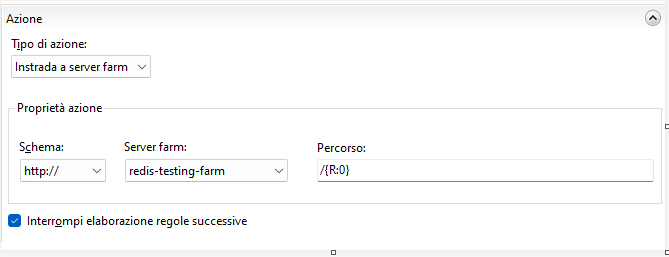 Azione
Tipo di azione:
Instrada a server farm
Proprietà azione
Schema:
Server farm:
Percorso:
http://
redis-testing-farm
/{R:0}
Interrompi elaborazione regole successive